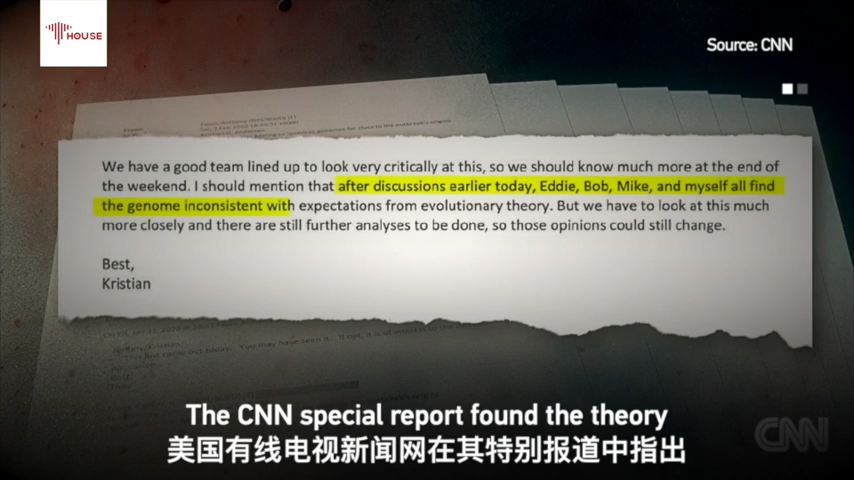 HOUSE
Source: CNN
We have a good team lined up to look very critically at this, so we should know much more at the end of
the weekend. I should mention that after discussions earlier today, Eddie, Bob, Mike, and myself all find
the genome inconsistent with expectations from evolutionary theory. But we have to look at this much
more closely and there are still further analyses to be done, so those opinions could still change.
Best,
Kristian
The CNN special report found the theory
美国有线电视新闻网在其特别报道中指出
CNN